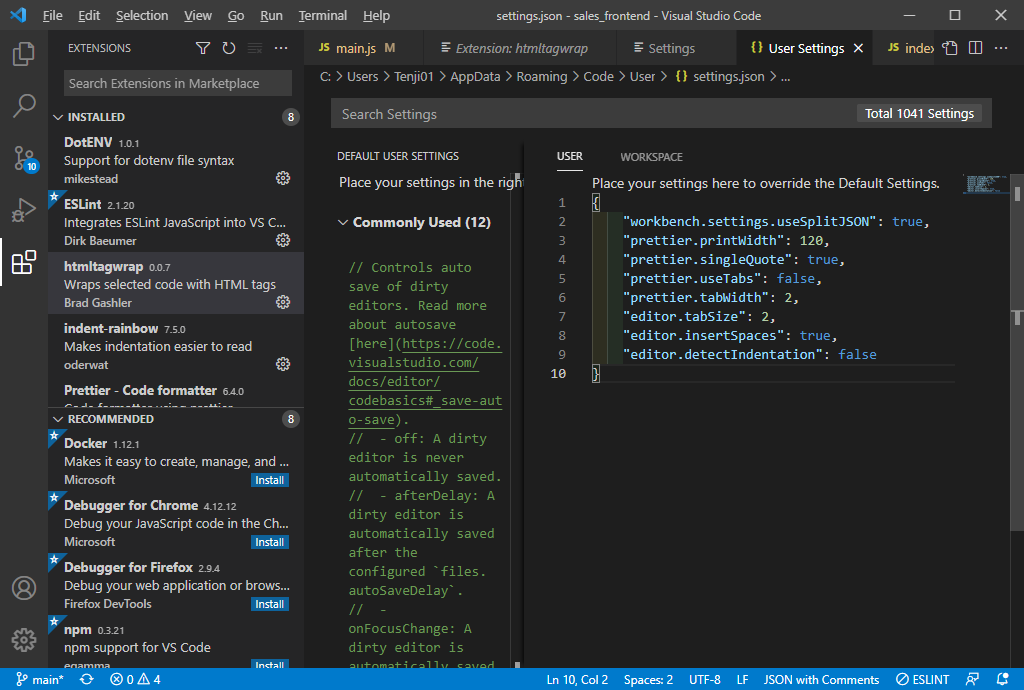 File Edit Selection View Go Run Terminal Help
settings.json - sales_frontend - Visual Studio Code
EXTENSIONS
JS main.js M
Extension: htmltagwrap
Settings
{} User Settings
JS index
C: > Users > Tenji01 > AppData > Roaming > Code > User > {} settings.json > ...
Search Extensions in Marketplace
Search Settings
Total 1041 Settings
INSTALLED 8
DotENV 1.0.1
Support for dotenv file syntax
mikestead
ESLint 2.1.20
Integrates ESLint JavaScript into VS C...
Dirk Baeumer
htmltagwrap 0.0.7
Wraps selected code with HTML tags
Brad Gashler
indent-rainbow 7.5.0
Makes indentation easier to read
oderwat
Prettier - Code formatter 6.4.0
Code formatter using prettier
RECOMMENDED 8
Docker 1.12.1
Makes it easy to create, manage, and ...
Microsoft Install
Debugger for Chrome 4.12.12
Debug your JavaScript code in the Ch...
Microsoft Install
Debugger for Firefox 2.9.4
Debug your web application or brows...
Firefox DevTools Install
npm 0.3.21
npm support for VS Code
egamma Install
10
DEFAULT USER SETTINGS
Place your settings in the right
Commonly Used (12)
// Controls auto
save of dirty
editors. Read more
about autosave
[here](https://code.
visualstudio.com/
docs/editor/
codebasics#_save-aut
o-save).
//  - off: A dirty
editor is never
automatically saved.
//  - afterDelay: A
dirty editor is
automatically saved
after the
configured `files.
autoSaveDelay`.
//  -
onFocusChange: A
dirty editor is
automatically saved
USER WORKSPACE
Place your settings here to override the Default Settings.
1 {
2 "workbench.settings.useSplitJSON": true,
3 "prettier.printWidth": 120,
4 "prettier.singleQuote": true,
5 "prettier.useTabs": false,
6 "prettier.tabWidth": 2,
7 "editor.tabSize": 2,
8 "editor.insertSpaces": true,
9 "editor.detectIndentation": false
10 }
main* 0 4
Ln 10, Col 2 Spaces: 2 UTF-8 LF JSON with Comments ESLINT